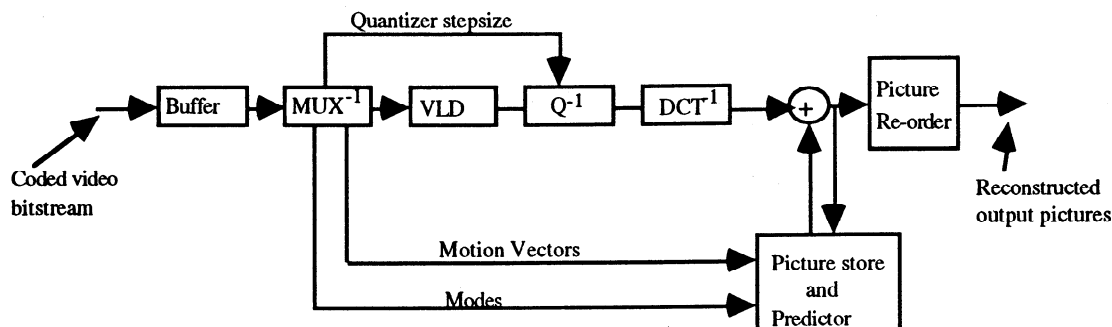 Quantizer stepsize
Buffer
MUX⁻¹
VLD
Q⁻¹
DCT⁻¹
+
Picture
Re-order
Coded video
bitstream
Reconstructed
output pictures
Motion Vectors
Modes
Picture store
and
Predictor